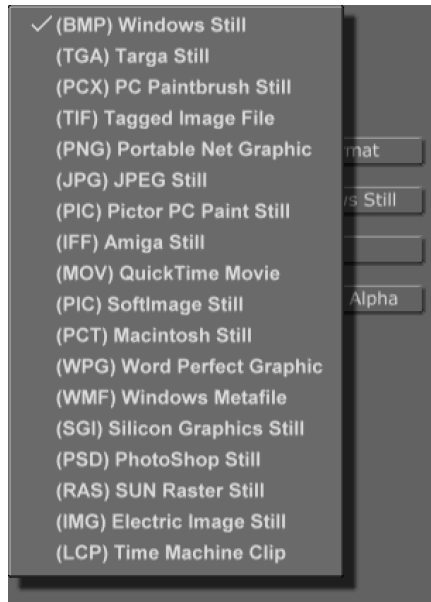 (BMP) Windows Still
(TGA) Targa Still
(PCX) PC Paintbrush Still
(TIF) Tagged Image File
(PNG) Portable Net Graphic
mat
(JPG) JPEG Still
(PIC) Pictor PC Paint Still
Still
(IFF) Amiga Still
(MOV) QuickTime Movie
(PIC) SoftImage Still
Alpha
(PCT) Macintosh Still
(WPG) Word Perfect Graphic
(WMF) Windows Metafile
(SGI) Silicon Graphics Still
(PSD) PhotoShop Still
(RAS) SUN Raster Still
(IMG) Electric Image Still
(LCP) Time Machine Clip